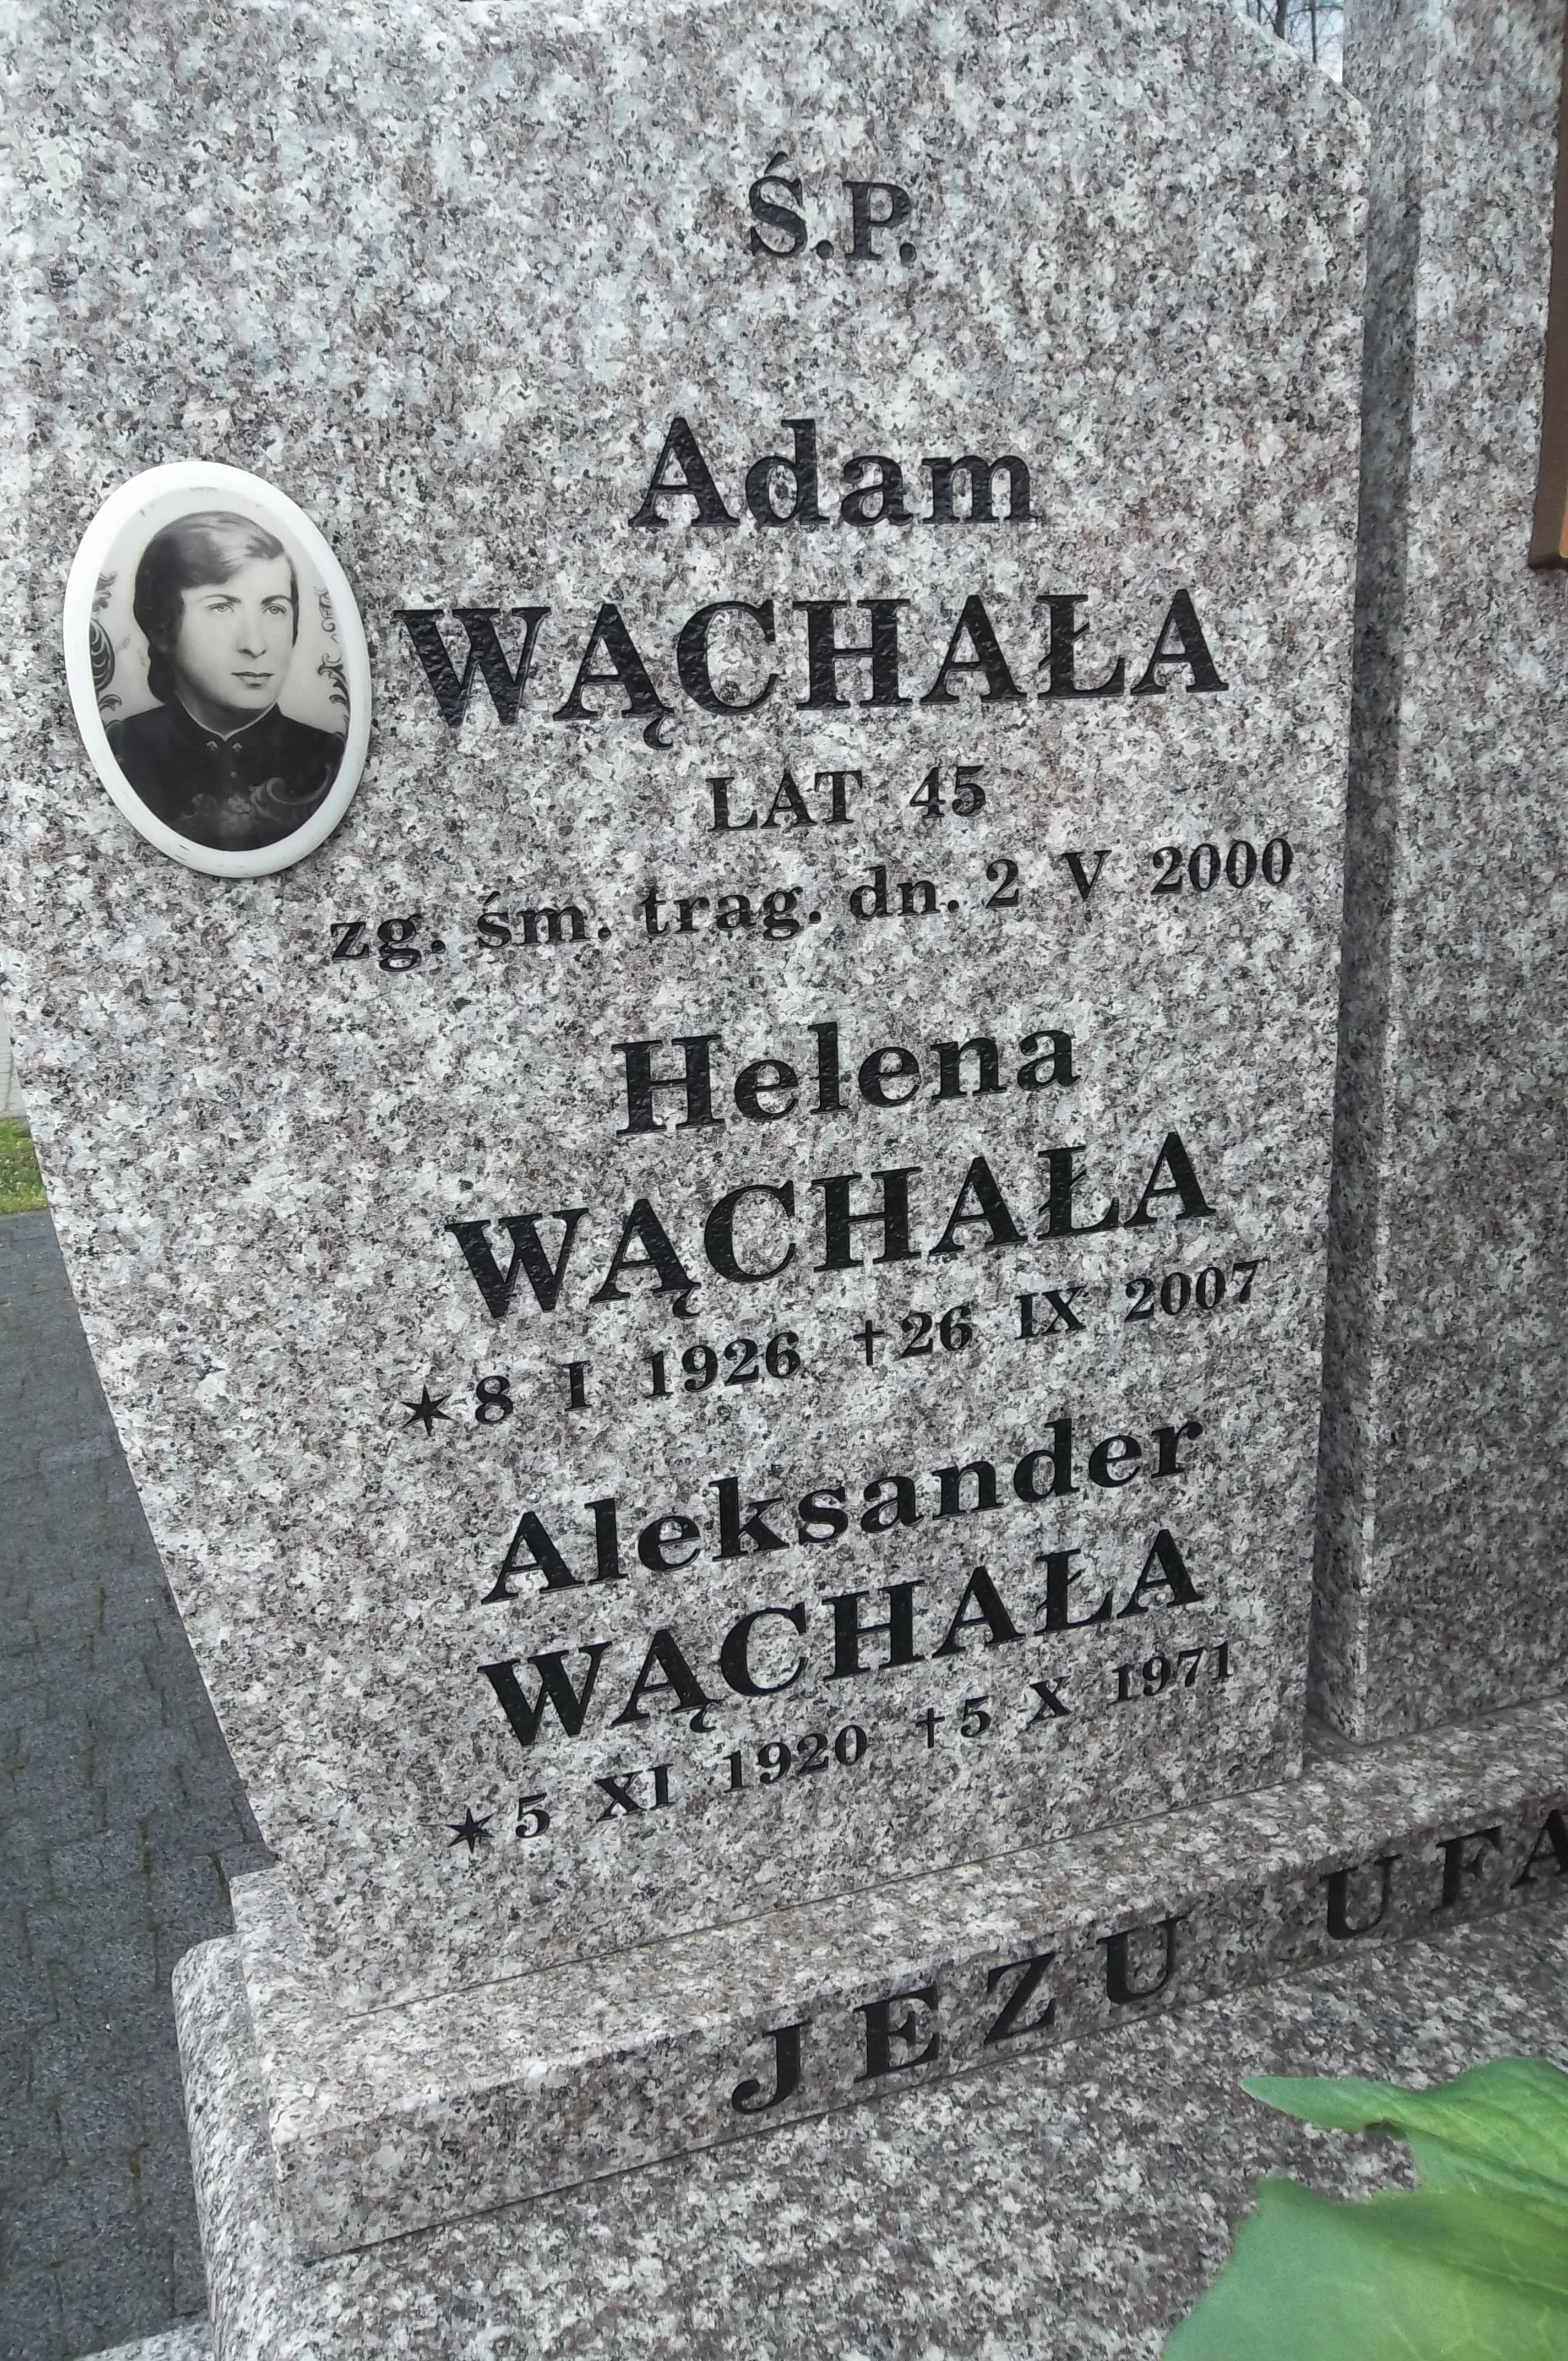 Ś.P.
Adam
WĄCHAŁA
LAT 45
zg. śm. trag. dn. 2 V 2000
Helena
WĄCHAŁA
✶8 I 1926 †26 IX 2007
Aleksander
WĄCHAŁA
✶5 XI 1920 †5 X 1971
JEZU UFA